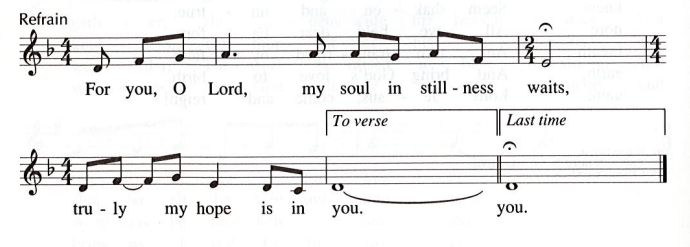 Refrain
For you, O Lord, my soul in still - ness waits,
To verse Last time
tru - ly my hope is in you. you.